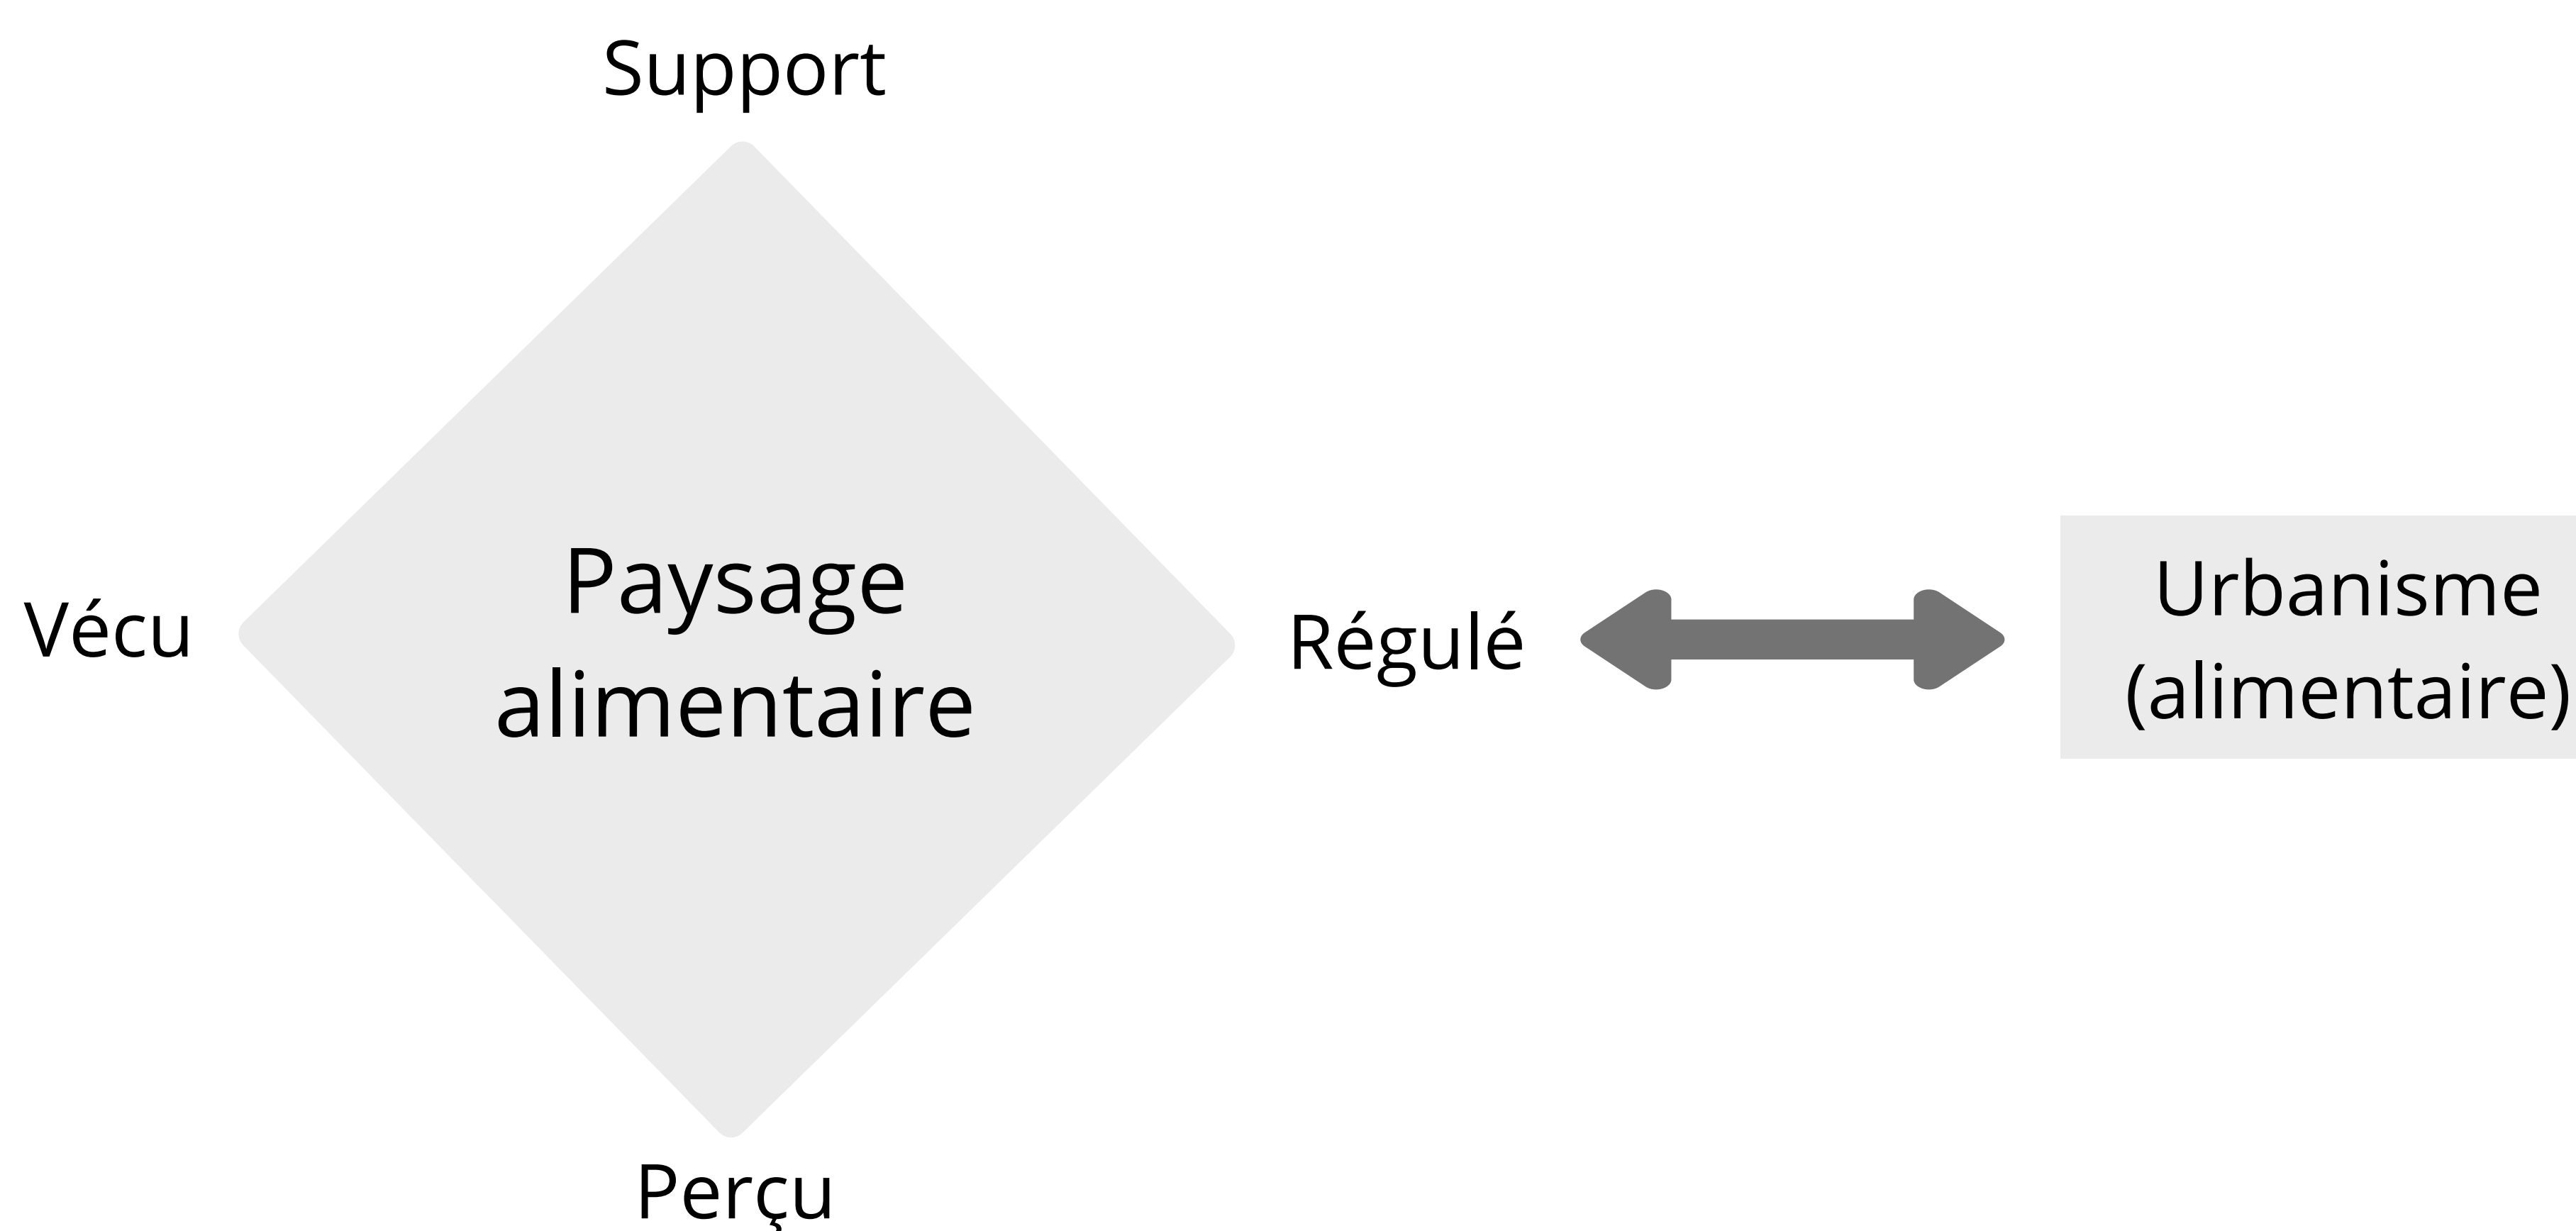 Support
Paysage
alimentaire
Vécu
Régulé
Urbanisme
(alimentaire)
Perçu